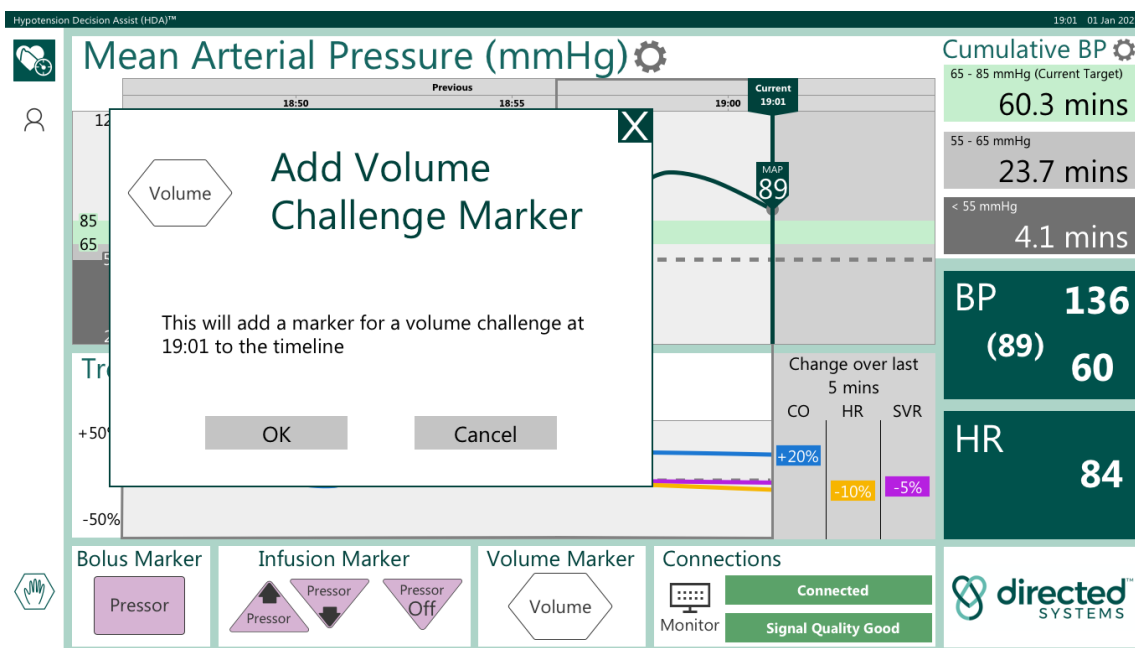 Hypotension Decision Assist (HDA)™
19:01 01 Jan 202
Mean Arterial Pressure (mmHg)
Previous
Current
18:50
18:55
19:00
19:01
12
MAP
89
85
65
Volume
Add Volume
Challenge Marker
X
This will add a marker for a volume challenge at
19:01 to the timeline
OK
Cancel
Cumulative BP
65 - 85 mmHg (Current Target)
60.3 mins
55 - 65 mmHg
23.7 mins
< 55 mmHg
4.1 mins
BP
136
(89)
60
HR
84
Tr
+50
-50%
Change over last
5 mins
CO HR SVR
+20%
-10%
-5%
Bolus Marker
Pressor
Infusion Marker
Pressor
Pressor
Pressor
Off
Volume Marker
Volume
Connections
Monitor
Connected
Signal Quality Good
directed™
SYSTEMS